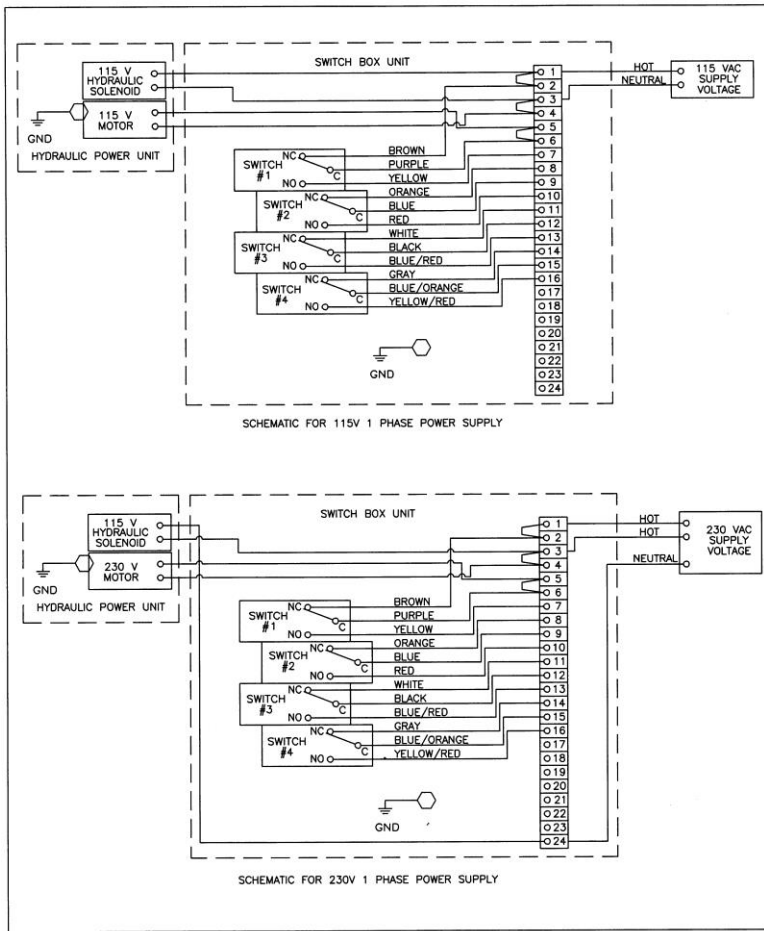 SWITCH BOX UNIT
115 V
HYDRAULIC
SOLENOID
115 V
MOTOR
GND
HYDRAULIC POWER UNIT
HOT
NEUTRAL
115 VAC
SUPPLY
VOLTAGE
1
2
3
4
5
6
7
8
9
10
11
12
13
14
15
16
17
18
19
20
21
22
23
24
SWITCH
#1
NC
C
NO
BROWN
PURPLE
YELLOW
SWITCH
#2
NC
C
NO
ORANGE
BLUE
RED
SWITCH
#3
NC
C
NO
WHITE
BLACK
BLUE/RED
SWITCH
#4
NC
C
NO
GRAY
BLUE/ORANGE
YELLOW/RED
GND
SCHEMATIC FOR 115V 1 PHASE POWER SUPPLY
SWITCH BOX UNIT
115 V
HYDRAULIC
SOLENOID
230 V
MOTOR
GND
HYDRAULIC POWER UNIT
HOT
HOT
NEUTRAL
230 VAC
SUPPLY
VOLTAGE
1
2
3
4
5
6
7
8
9
10
11
12
13
14
15
16
17
18
19
20
21
22
23
24
SWITCH
#1
NC
C
NO
BROWN
PURPLE
YELLOW
SWITCH
#2
NC
C
NO
ORANGE
BLUE
RED
SWITCH
#3
NC
C
NO
WHITE
BLACK
BLUE/RED
SWITCH
#4
NC
C
NO
GRAY
BLUE/ORANGE
YELLOW/RED
GND
SCHEMATIC FOR 230V 1 PHASE POWER SUPPLY